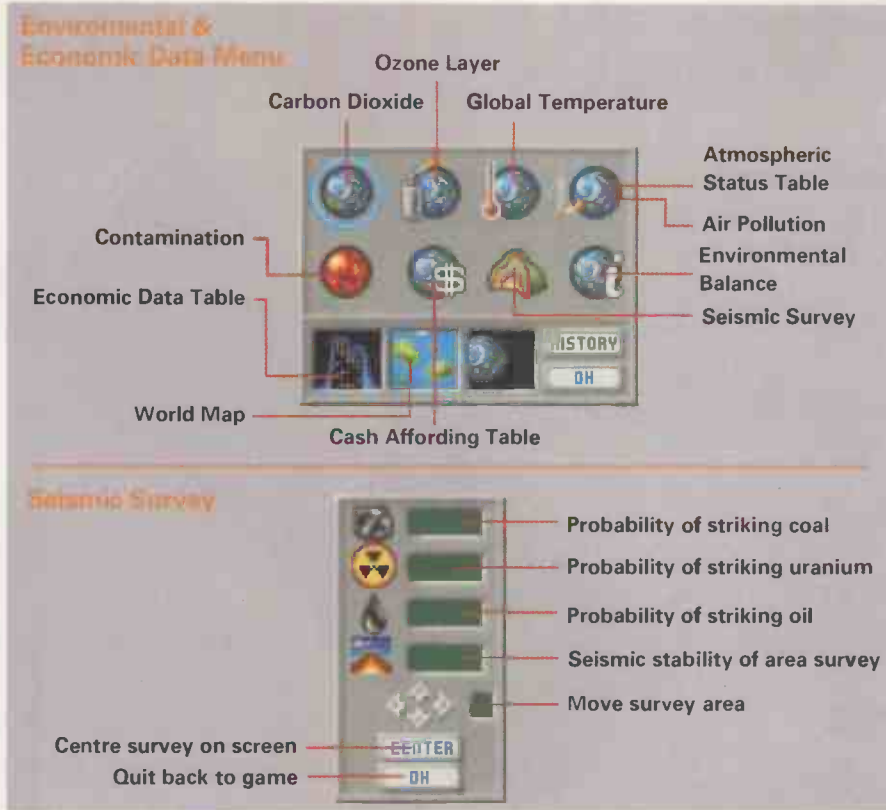 Enviromental &
Economic Data Menu
Ozone Layer
Carbon Dioxide
Global Temperature
Atmospheric
Status Table
Air Pollution
Contamination
Environmental
Balance
Economic Data Table
Seismic Survey
HISTORY
OK
World Map
Cash Affording Table
Seismic Survey
Probability of striking coal
Probability of striking uranium
Probability of striking oil
Seismic stability of area survey
Move survey area
Centre survey on screen
CENTER
Quit back to game
OK